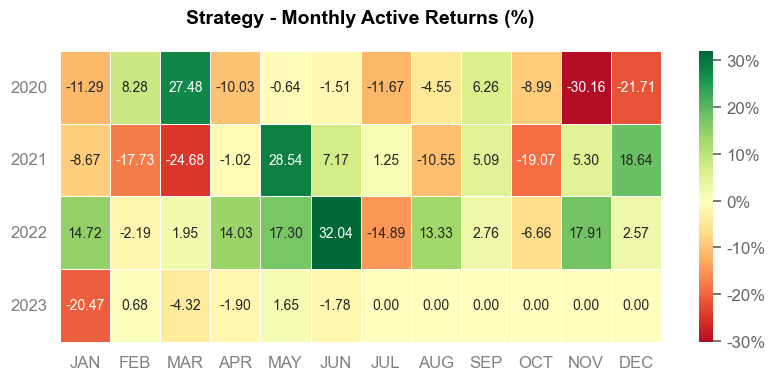 Strategy - Monthly Active Returns (%)
2020 -11.29 8.28 27.48 -10.03 -0.64 -1.51 -11.67 -4.55 6.26 -8.99 -30.16 -21.71
2021 -8.67 -17.73 -24.68 -1.02 28.54 7.17 1.25 -10.55 5.09 -19.07 5.30 18.64
2022 14.72 -2.19 1.95 14.03 17.30 32.04 -14.89 13.33 2.76 -6.66 17.91 2.57
2023 -20.47 0.68 -4.32 -1.90 1.65 -1.78 0.00 0.00 0.00 0.00 0.00 0.00
JAN FEB MAR APR MAY JUN JUL AUG SEP OCT NOV DEC
30%
20%
10%
0%
-10%
-20%
-30%